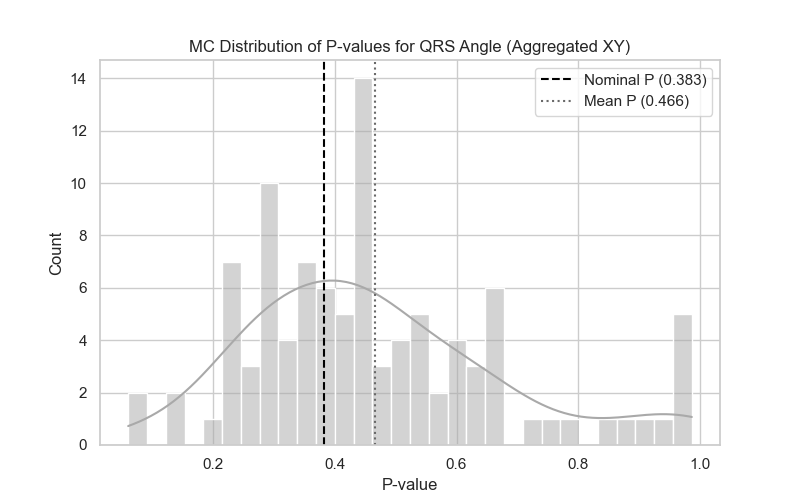 MC Distribution of P-values for QRS Angle (Aggregated XY)
Nominal P (0.383)
Mean P (0.466)
Count
14
12
10
8
6
4
2
0
0.2 0.4 0.6 0.8 1.0
P-value